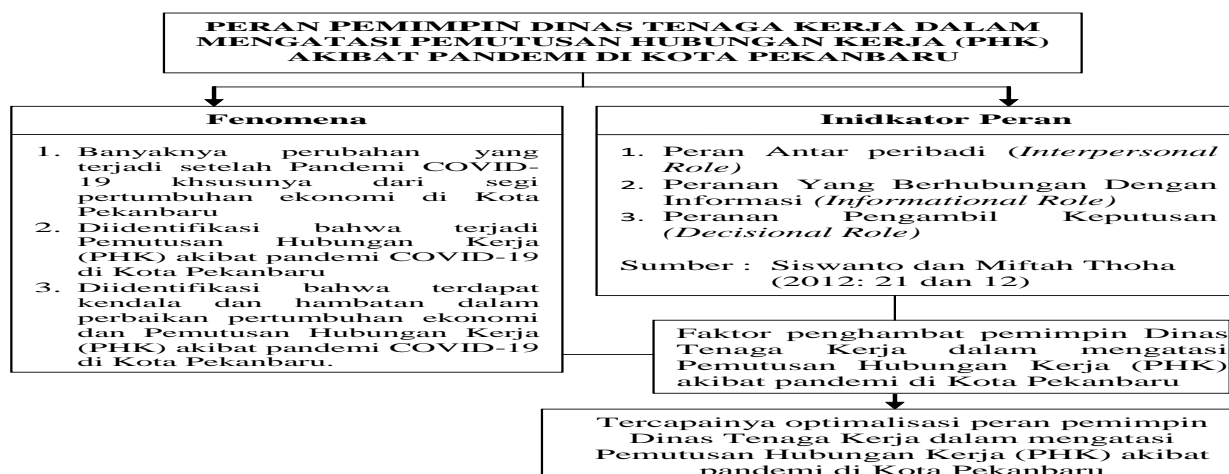 PERAN PEMIMPIN DINAS TENAGA KERJA DALAM
MENGATASI PEMUTUSAN HUBUNGAN KERJA (PHK)
AKIBAT PANDEMI DI KOTA PEKANBARU
Fenomena
1. Banyaknya perubahan yang
terjadi setelah Pandemi COVID-
19 khsusunya dari segi
pertumbuhan ekonomi di Kota
Pekanbaru
2. Diidentifikasi bahwa terjadi
Pemutusan Hubungan Kerja
(PHK) akibat pandemi COVID-19
di Kota Pekanbaru
3. Diidentifikasi bahwa terdapat
kendala dan hambatan dalam
perbaikan pertumbuhan ekonomi
dan Pemutusan Hubungan Kerja
(PHK) akibat pandemi COVID-19
di Kota Pekanbaru.
Inidkator Peran
1. Peran Antar peribadi (Interpersonal
Role)
2. Peranan Yang Berhubungan Dengan
Informasi (Informational Role)
3. Peranan Pengambil Keputusan
(Decisional Role)
Sumber : Siswanto dan Miftah Thoha
(2012: 21 dan 12)
Faktor penghambat pemimpin Dinas
Tenaga Kerja dalam mengatasi
Pemutusan Hubungan Kerja (PHK)
akibat pandemi di Kota Pekanbaru
Tercapainya optimalisasi peran pemimpin
Dinas Tenaga Kerja dalam mengatasi
Pemutusan Hubungan Kerja (PHK) akibat
pandemi di Kota Pekanbaru